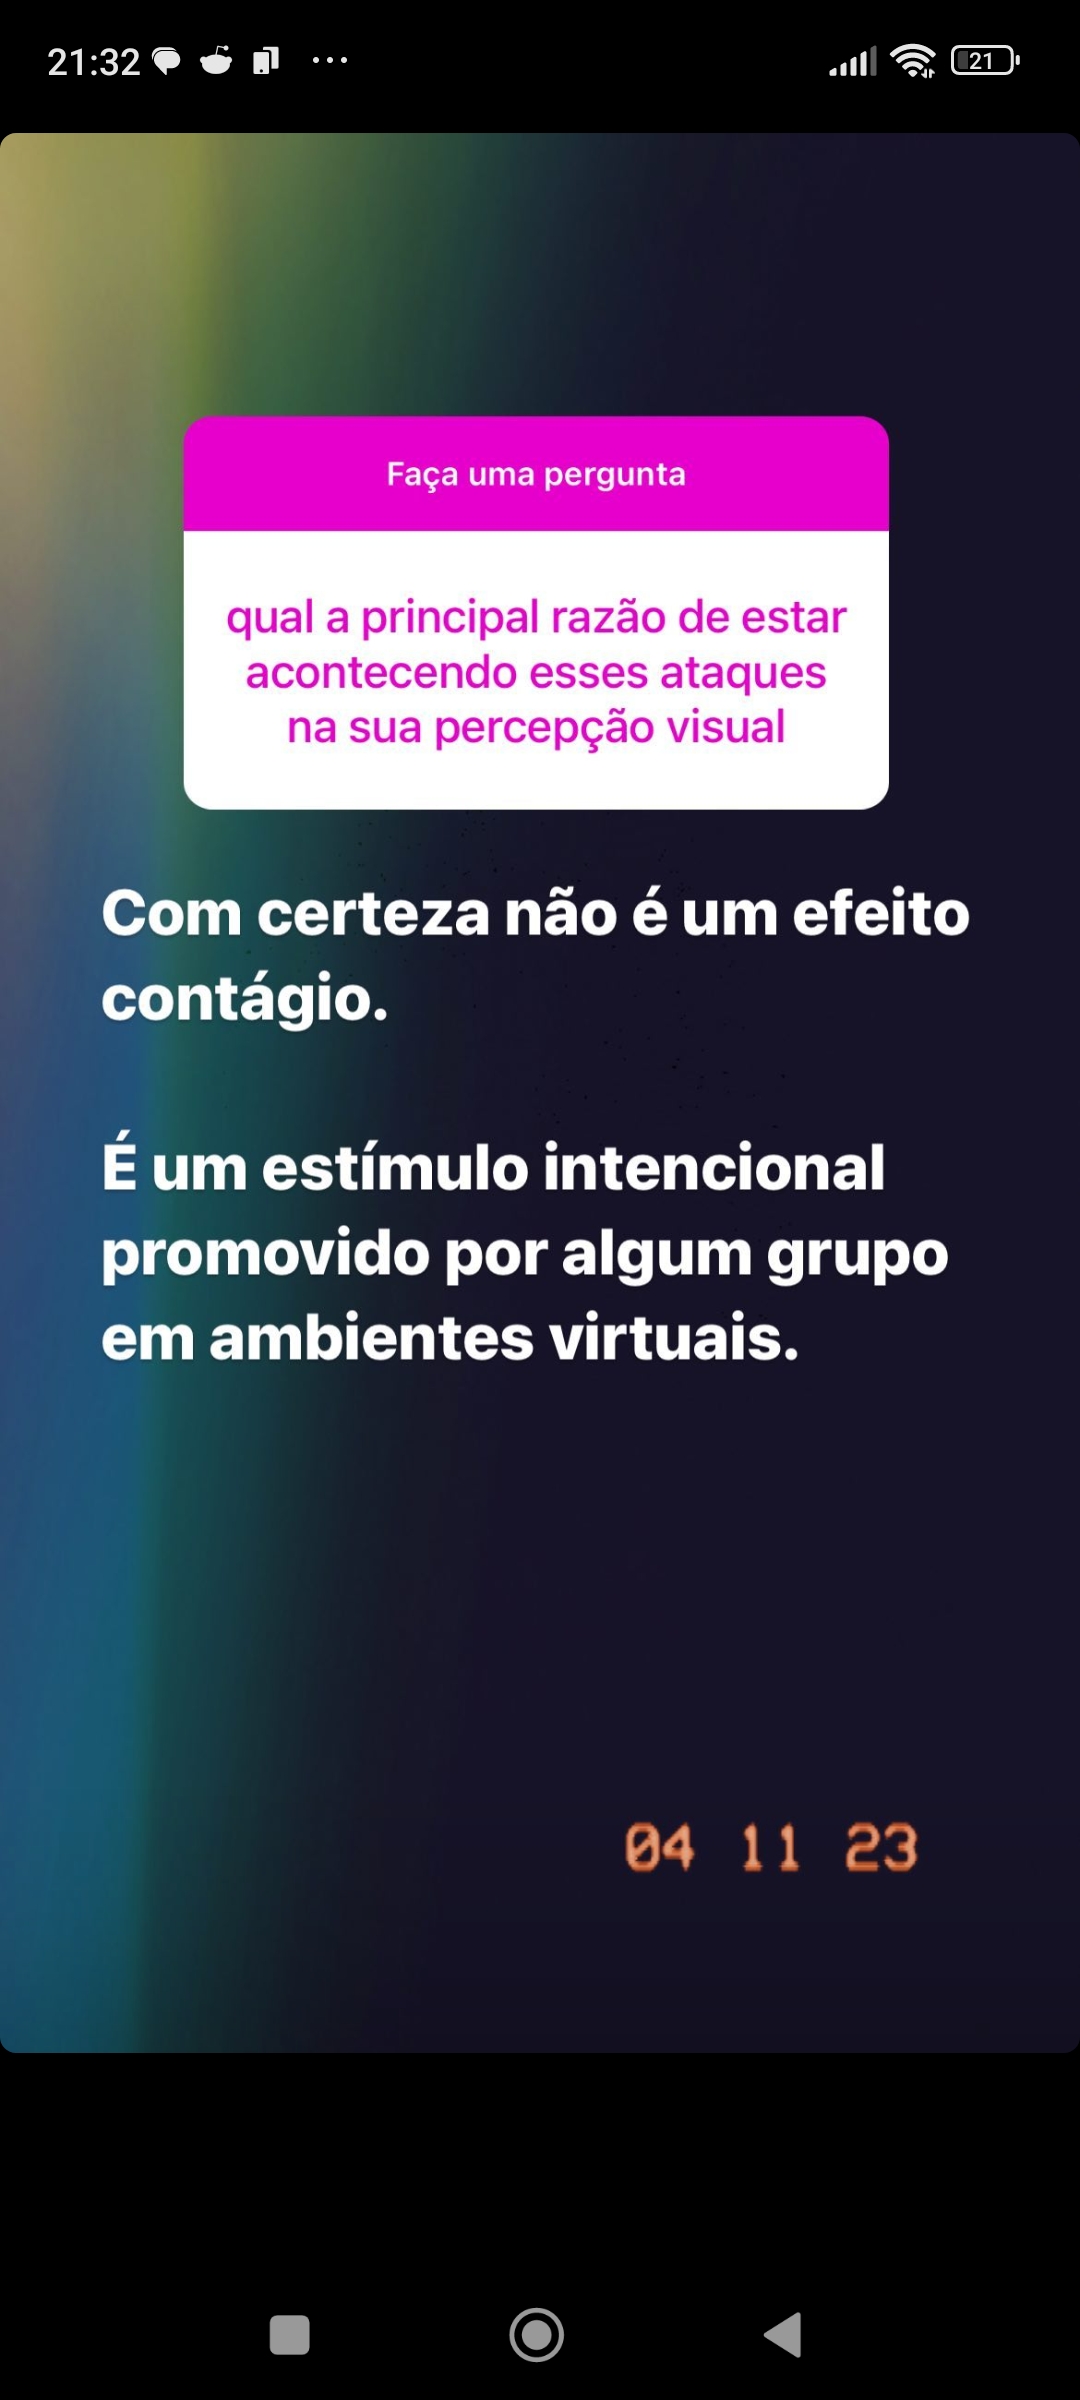 21:32
21
Faça uma pergunta
qual a principal razão de estar
acontecendo esses ataques
na sua percepção visual
Com certeza não é um efeito
contágio.
É um estímulo intencional
promovido por algum grupo
em ambientes virtuais.
04 11 23